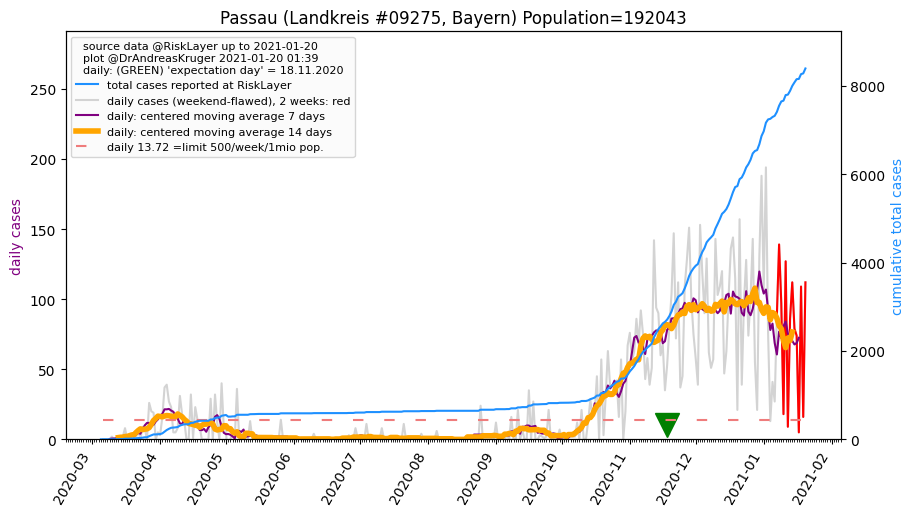 Passau (Landkreis #09275, Bayern) Population=192043
source data @RiskLayer up to 2021-01-20
plot @DrAndreasKruger 2021-01-20 01:39
daily: (GREEN) 'expectation day' = 18.11.2020
total cases reported at RiskLayer
daily cases (weekend-flawed), 2 weeks: red
daily: centered moving average 7 days
daily: centered moving average 14 days
daily 13.72 =limit 500/week/1mio pop.
daily cases
250
200
150
100
50
0
cumulative total cases
8000
6000
4000
2000
0
2020-03
2020-04
2020-05
2020-06
2020-07
2020-08
2020-09
2020-10
2020-11
2020-12
2021-01
2021-02